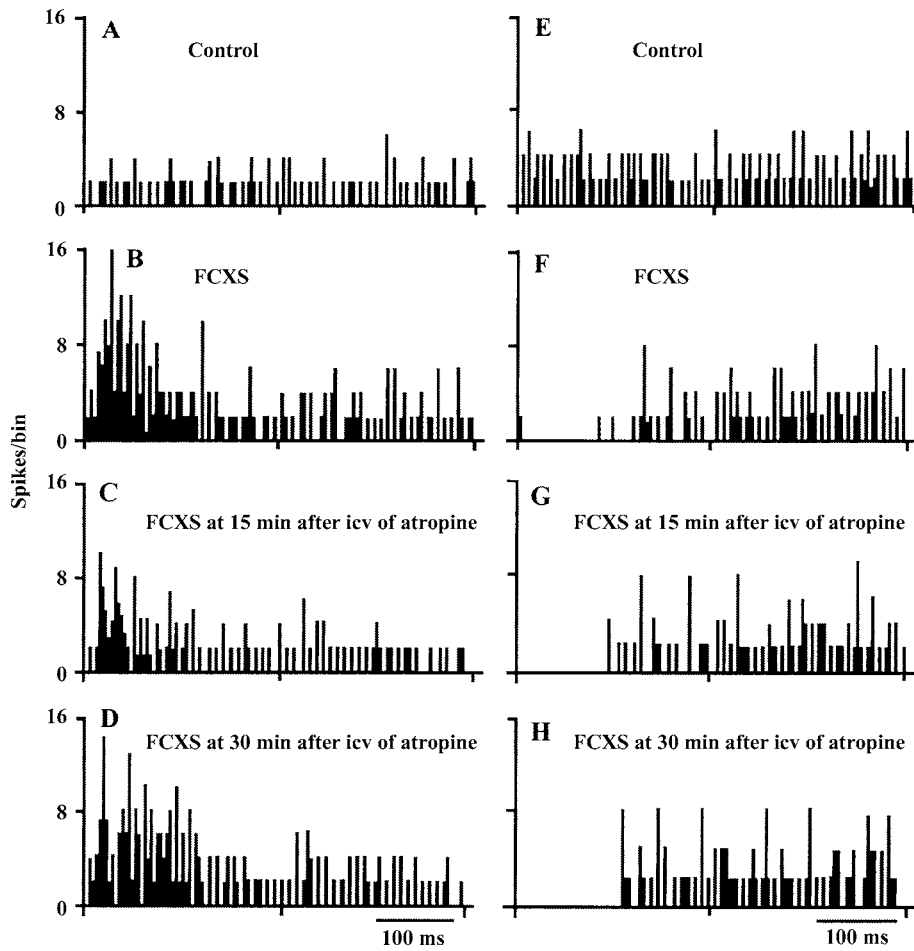 16
A
Control
8
0
E
Control
16
B
FCXS
8
0
F
FCXS
Spikes/bin
16
C
FCXS at 15 min after icv of atropine
8
0
G
FCXS at 15 min after icv of atropine
16
D
FCXS at 30 min after icv of atropine
8
0
100 ms
H
FCXS at 30 min after icv of atropine
100 ms